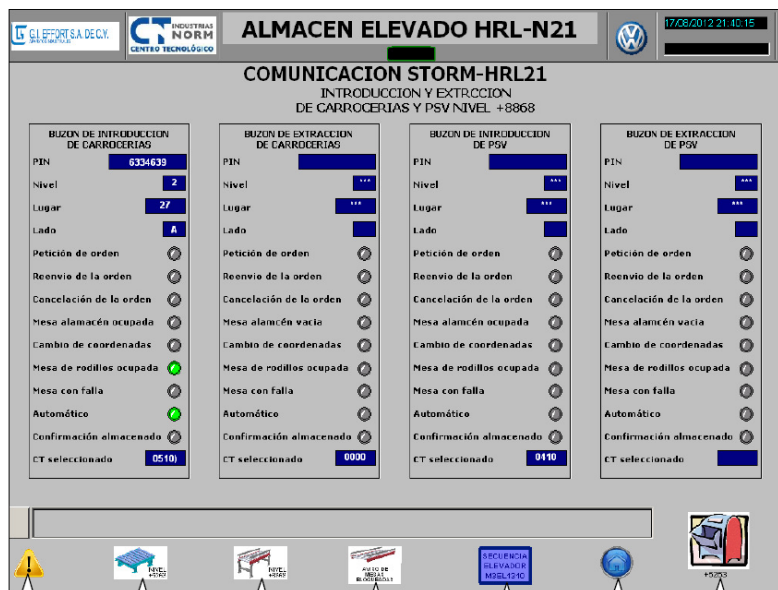 G.I. EFFORT S.A. DE C.V.
CT INDUSTRIAS NORM
CENTRO TECNOLÓGICO
ALMACEN ELEVADO HRL-N21
17/08/2012 21:40:15
COMUNICACION STORM-HRL21
INTRODUCCION Y EXTRCCION
DE CARROCERIAS Y PSV NIVEL +8868
BUZON DE INTRODUCCION
DE CARROCERIAS
PIN 6334639
Nivel 2
Lugar 27
Lado A
Petición de orden
Reenvio de la orden
Cancelación de la orden
Mesa alamacén ocupada
Cambio de coordenadas
Mesa de rodillos ocupada
Mesa con falla
Automático
Confirmación almacenado
CT seleccionado 0510)
BUZON DE EXTRACCION
DE CARROCERIAS
PIN
Nivel ***
Lugar ***
Lado
Petición de orden
Reenvio de la orden
Cancelación de la orden
Mesa alamcén vacia
Cambio de coordenadas
Mesa de rodillos ocupada
Mesa con falla
Automático
Confirmación almacenado
CT seleccionado 0000
BUZON DE INTRODUCCION
DE PSV
PIN
Nivel ***
Lugar ***
Lado
Petición de orden
Reenvio de la orden
Cancelación de la orden
Mesa alamcén ocupada
Cambio de coordenadas
Mesa de rodillos ocupada
Mesa con falla
Automático
Confirmación almacenado
CT seleccionado 0410
BUZON DE EXTRACCION
DE PSV
PIN
Nivel ***
Lugar ***
Lado
Petición de orden
Reenvio de la orden
Cancelación de la orden
Mesa alamcén vacia
Cambio de coordenadas
Mesa de rodillos ocupada
Mesa con falla
Automático
Confirmación almacenado
CT seleccionado
NIVEL
NIVEL
MESAS
BLOQUEADAS
SECUENCIA
ELEVADOR
M3EL1310
+5253